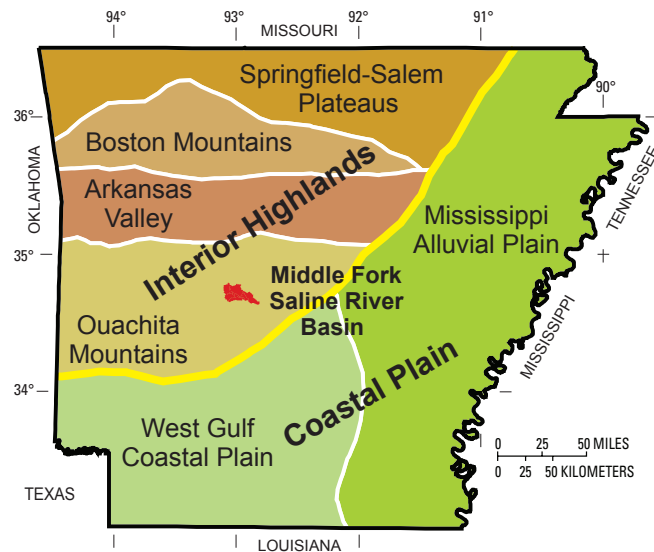 94° 93° 92° 91°
MISSOURI
90°
36°
35°
34°
OKLAHOMA
TENNESSEE
MISSISSIPPI
TEXAS
LOUISIANA
Springfield-Salem
Plateaus
Boston Mountains
Arkansas
Valley
Interior Highlands
Mississippi
Alluvial Plain
Middle Fork
Saline River
Basin
Ouachita
Mountains
Coastal Plain
West Gulf
Coastal Plain
0 25 50 MILES
0 25 50 KILOMETERS